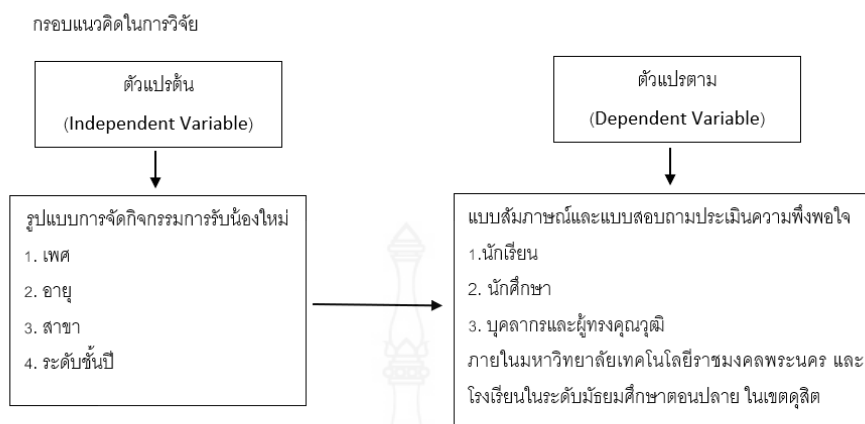 กรอบแนวคิดในการวิจัย
ตัวแปรต้น
(Independent Variable)
ตัวแปรตาม
(Dependent Variable)
รูปแบบการจัดกิจกรรมการรับน้องใหม่
1. เพศ
2. อายุ
3. สาขา
4. ระดับชั้นปี
แบบสัมภาษณ์และแบบสอบถามประเมินความพึงพอใจ
1.นักเรียน
2. นักศึกษา
3. บุคลากรและผู้ทรงคุณวุฒิ
ภายในมหาวิทยาลัยเทคโนโลยีราชมงคลพระนคร และ
โรงเรียนในระดับมัธยมศึกษาตอนปลาย ในเขตดุสิต